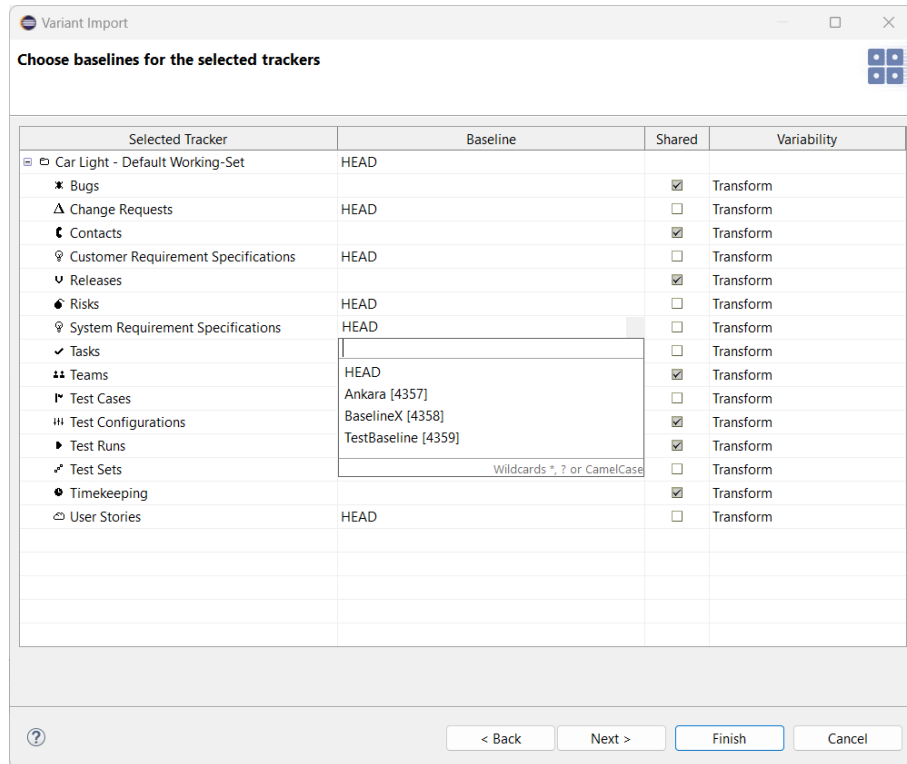 Variant Import
Choose baselines for the selected trackers
Selected Tracker Baseline Shared Variability
Car Light - Default Working-Set HEAD
Bugs Transform
Change Requests HEAD Transform
Contacts Transform
Customer Requirement Specifications HEAD Transform
Releases Transform
Risks HEAD Transform
System Requirement Specifications HEAD Transform
Tasks Transform
HEAD
Teams Transform
Ankara [4357]
Test Cases Transform
BaselineX [4358]
Test Configurations Transform
TestBaseline [4359]
Test Runs Transform
Test Sets Wildcards *, ? or CamelCase Transform
Timekeeping Transform
User Stories HEAD Transform
< Back Next > Finish Cancel